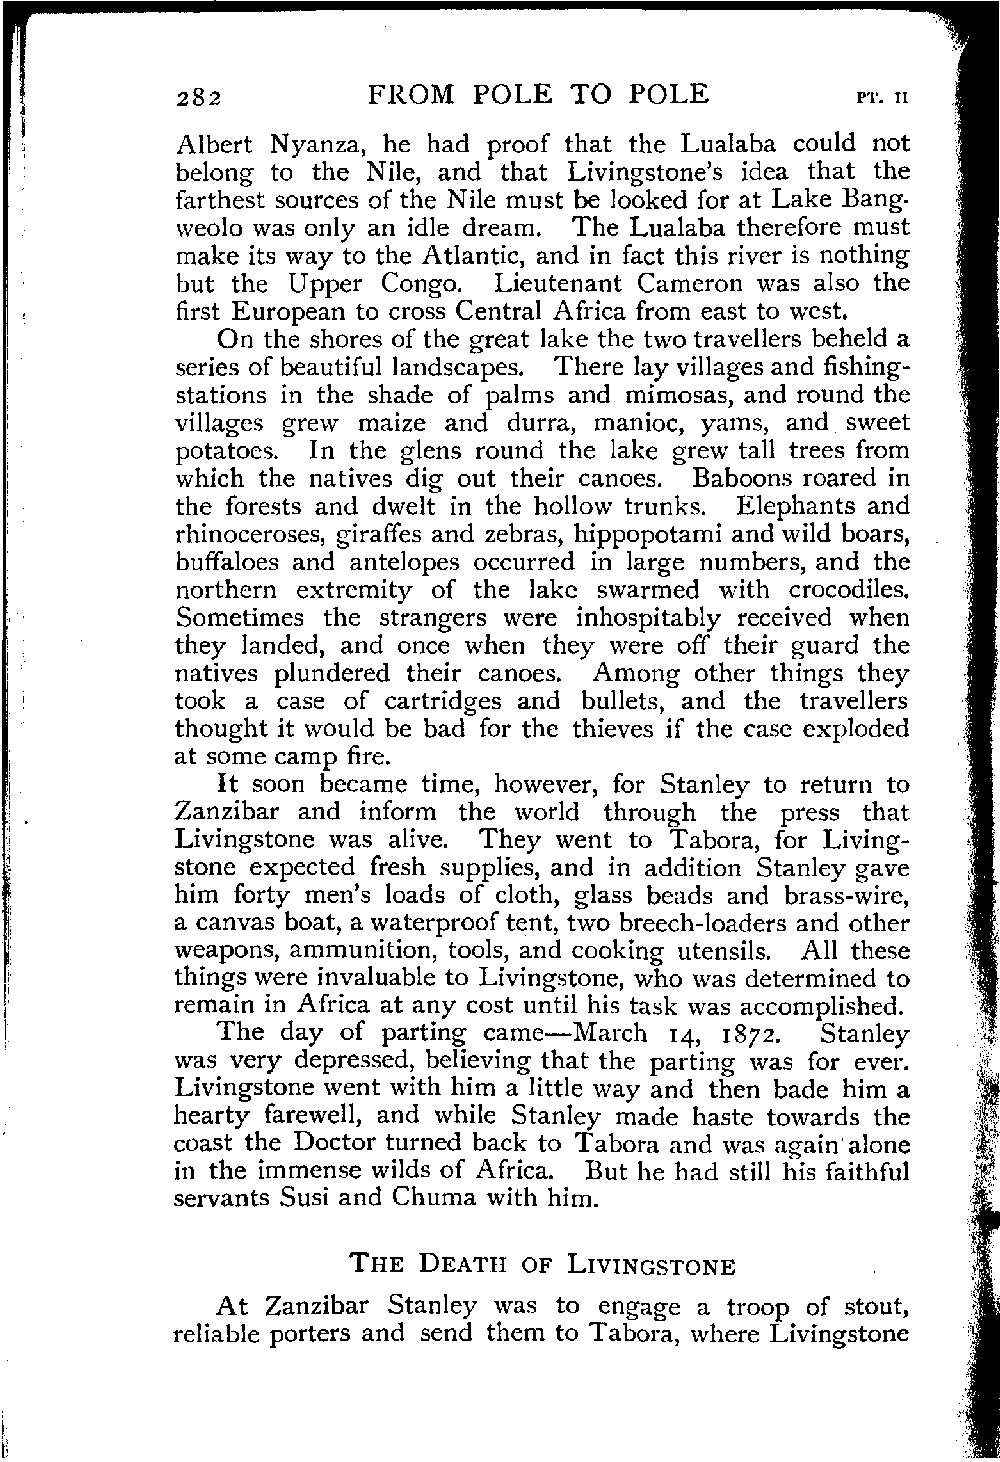 282 FROM POLE TO POLE PT. II
Albert Nyanza, he had proof that the Lualaba could not
belong to the Nile, and that Livingstone's idea that the
farthest sources of the Nile must be looked for at Lake Bang-
weolo was only an idle dream. The Lualaba therefore must
make its way to the Atlantic, and in fact this river is nothing
but the Upper Congo. Lieutenant Cameron was also the
first European to cross Central Africa from east to west.
On the shores of the great lake the two travellers beheld a
series of beautiful landscapes. There lay villages and fishing-
stations in the shade of palms and mimosas, and round the
villages grew maize and durra, manioc, yams, and sweet
potatoes. In the glens round the lake grew tall trees from
which the natives dig out their canoes. Baboons roared in
the forests and dwelt in the hollow trunks. Elephants and
rhinoceroses, giraffes and zebras, hippopotami and wild boars,
buffaloes and antelopes occurred in large numbers, and the
northern extremity of the lake swarmed with crocodiles.
Sometimes the strangers were inhospitably received when
they landed, and once when they were off their guard the
natives plundered their canoes. Among other things they
took a case of cartridges and bullets, and the travellers
thought it would be bad for the thieves if the case exploded
at some camp fire.
It soon became time, however, for Stanley to return to
Zanzibar and inform the world through the press that
Livingstone was alive. They went to Tabora, for Living-
stone expected fresh supplies, and in addition Stanley gave
him forty men's loads of cloth, glass beads and brass-wire,
a canvas boat, a waterproof tent, two breech-loaders and other
weapons, ammunition, tools, and cooking utensils. All these
things were invaluable to Livingstone, who was determined to
remain in Africa at any cost until his task was accomplished.
The day of parting came—March 14, 1872. Stanley
was very depressed, believing that the parting was for ever.
Livingstone went with him a little way and then bade him a
hearty farewell, and while Stanley made haste towards the
coast the Doctor turned back to Tabora and was again alone
in the immense wilds of Africa. But he had still his faithful
servants Susi and Chuma with him.
THE DEATH OF LIVINGSTONE
At Zanzibar Stanley was to engage a troop of stout,
reliable porters and send them to Tabora, where Livingstone